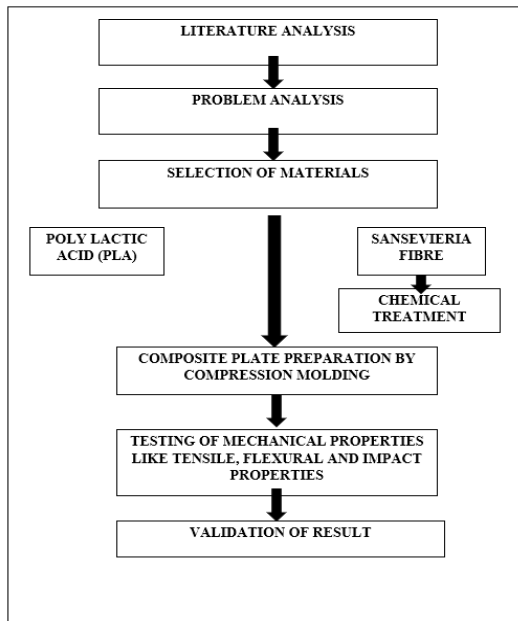 LITERATURE ANALYSIS
PROBLEM ANALYSIS
SELECTION OF MATERIALS
POLY LACTIC
ACID (PLA)
SANSEVIERIA
FIBRE
CHEMICAL
TREATMENT
COMPOSITE PLATE PREPARATION BY
COMPRESSION MOLDING
TESTING OF MECHANICAL PROPERTIES
LIKE TENSILE, FLEXURAL AND IMPACT
PROPERTIES
VALIDATION OF RESULT